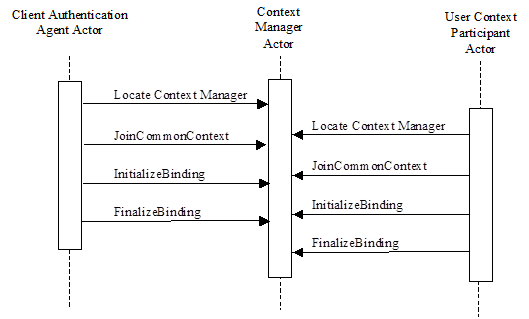 Client Authentication
Agent Actor
Context
Manager
Actor
User Context
Participant
Actor
Locate Context Manager
Locate Context Manager
JoinCommonContext
JoinCommonContext
InitializeBinding
InitializeBinding
FinalizeBinding
FinalizeBinding